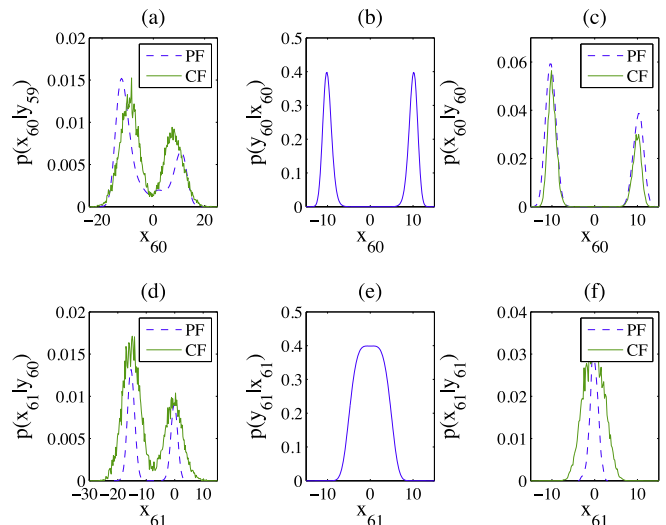 (a)
0.02
0.015
0.01
0.005
0
−20
0
20
x60
p(x60|y59)
PF
CF
(b)
0.5
0.4
0.3
0.2
0.1
0
−10
0
10
x60
p(y60|x60)
(c)
0.06
0.04
0.02
0
−10
0
10
x60
p(x60|y60)
PF
CF
(d)
0.02
0.015
0.01
0.005
0
−30
−20
−10
0
10
x61
p(x61|y60)
PF
CF
(e)
0.5
0.4
0.3
0.2
0.1
0
−10
0
10
x61
p(y61|x61)
(f)
0.04
0.03
0.02
0.01
0
−10
0
10
x61
p(x61|y61)
PF
CF